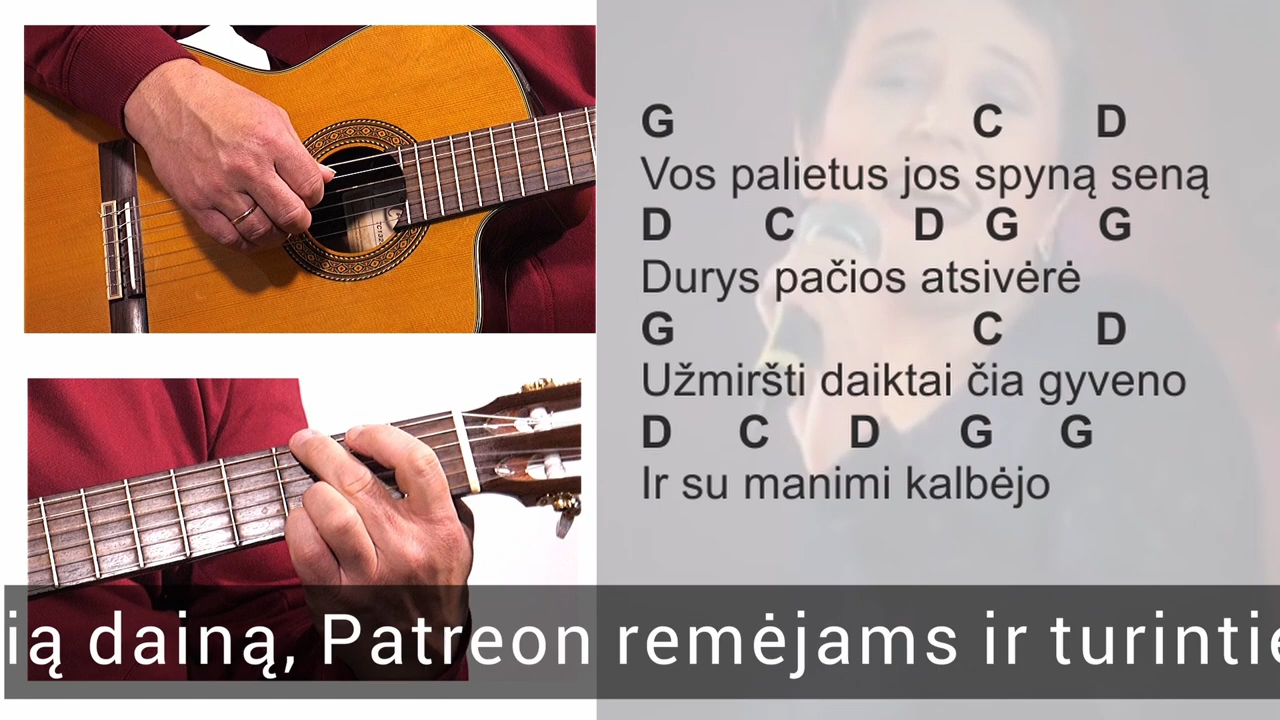 G C D
Vos palietus jos spyną seną
D C D G G
Durys pačios atsivėrė
G C D
Užmiršti daiktai čia gyveno
D C D G G
Ir su manimi kalbėjo
ią dainą, Patreon remėjams ir turintie